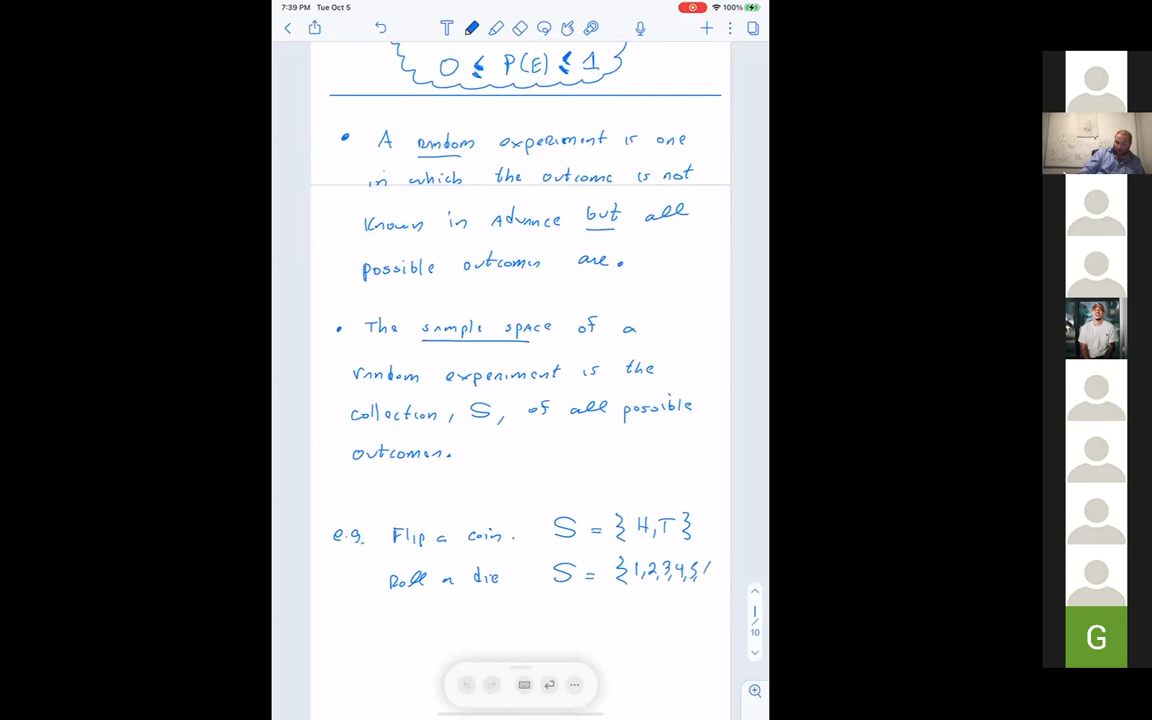 7:39 PM Tue Oct 5
100%
0 ≤ P(E) ≤ 1
• A random experiment is one
in which the outcome is not
known in advance but all
possible outcomes are.
• The sample space of a
random experiment is the
collection, S, of all possible
outcomes.
e.g. Flip a coin. S = {H,T}
Roll a die S = {1,2,3,4,5,
1
/
10
G